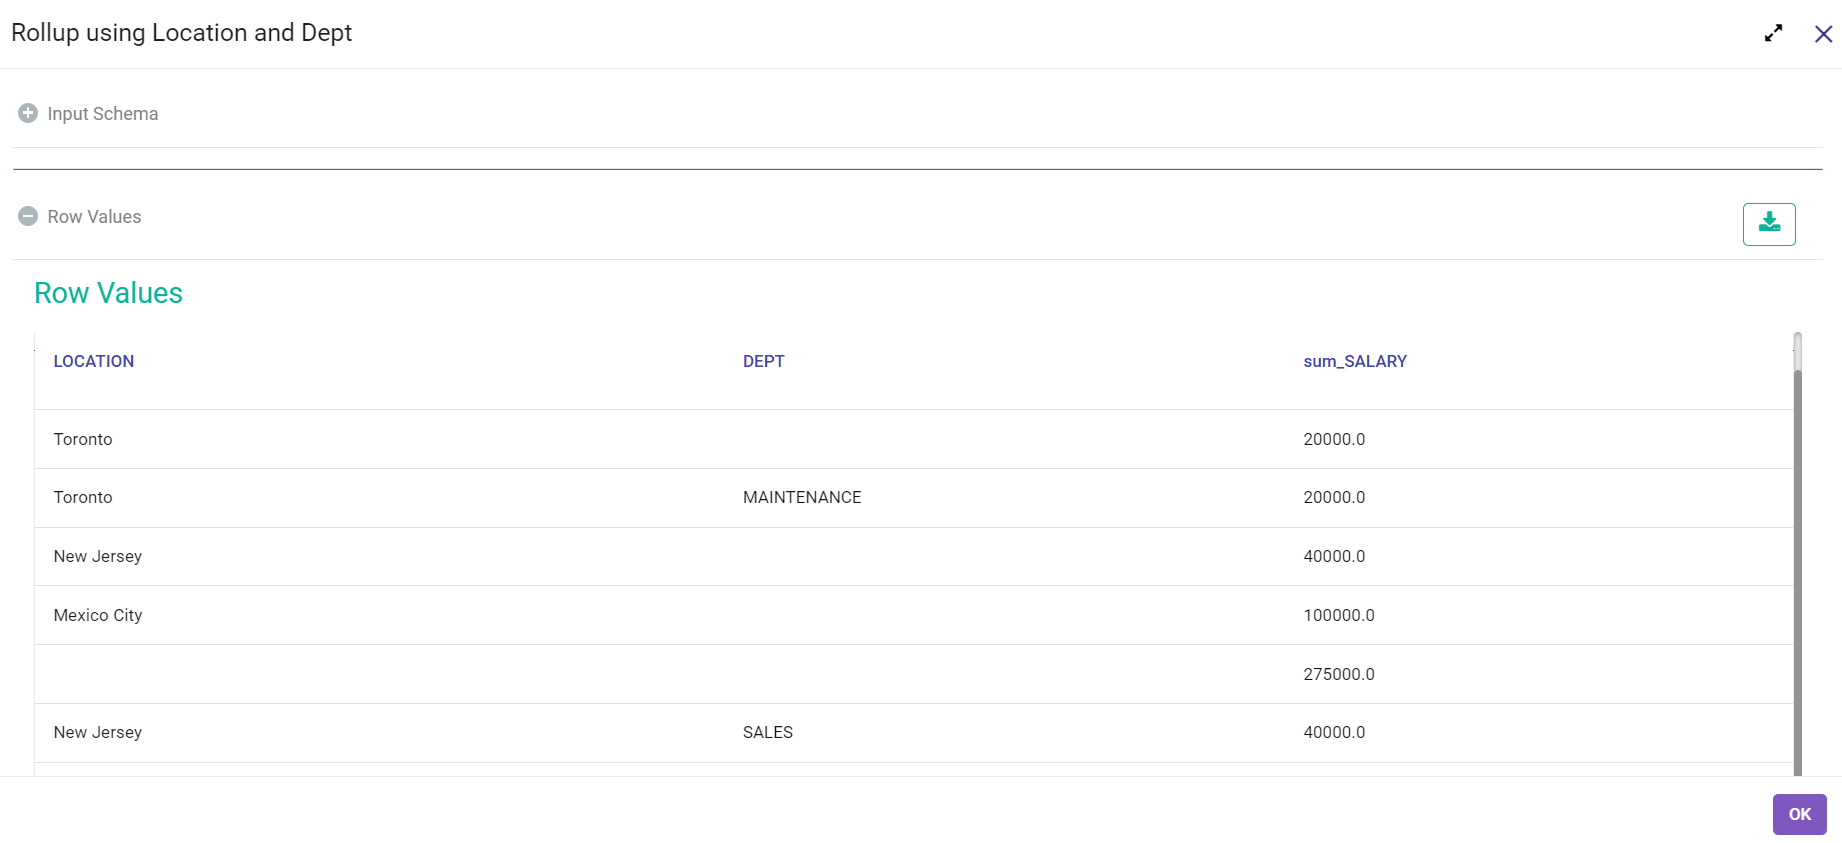 Rollup using Location and Dept
Input Schema
Row Values
Row Values
LOCATION DEPT sum_SALARY
Toronto 20000.0
Toronto MAINTENANCE 20000.0
New Jersey 40000.0
Mexico City 100000.0
275000.0
New Jersey SALES 40000.0
OK